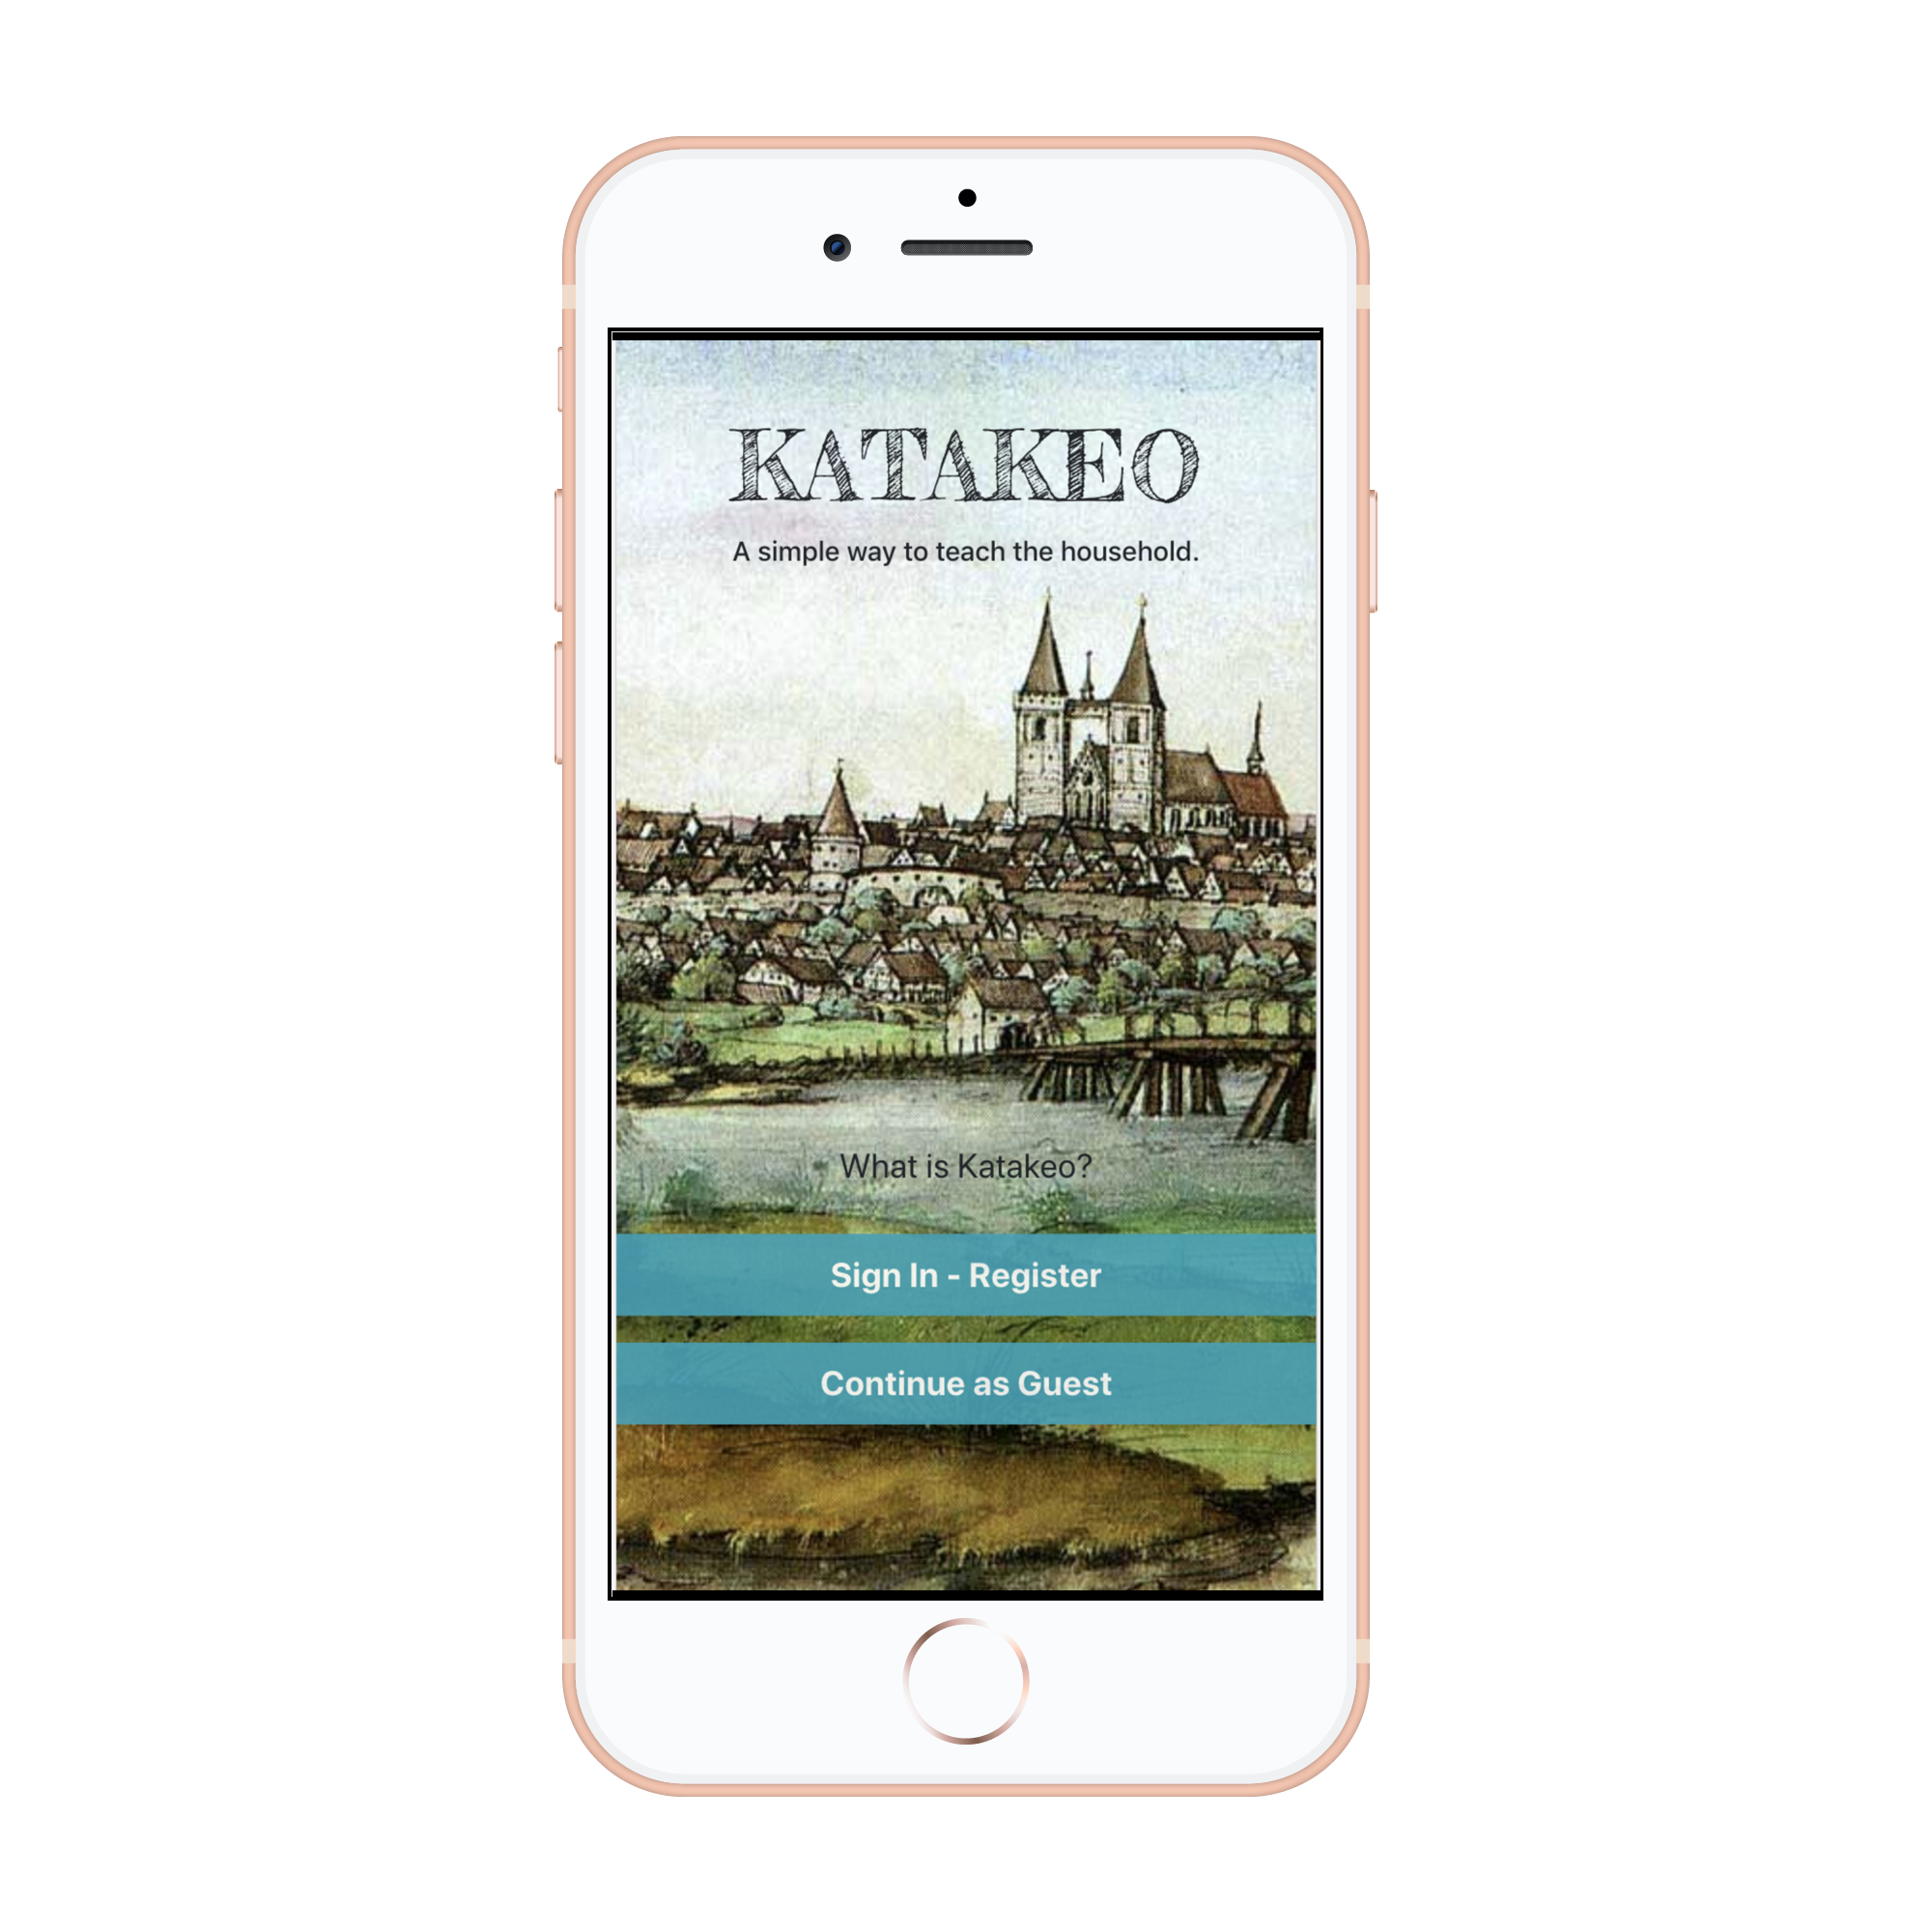 KATAKEO
A simple way to teach the household.
What is Katakeo?
Sign In - Register
Continue as Guest